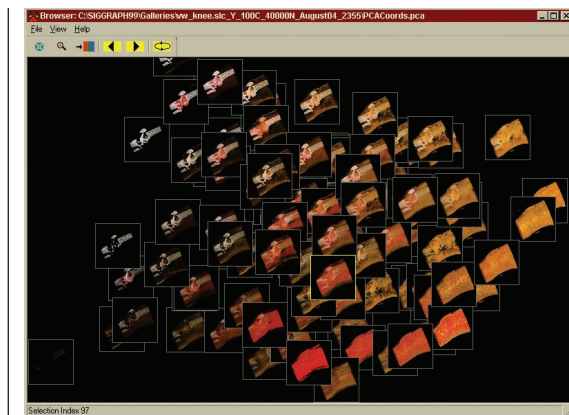 Browser: C:\SIGGRAPH99\Galleries\vw_knee.slc_Y_100C_40000N_August04_2355\PCACoords.pca
File View Help
Selection Index 97